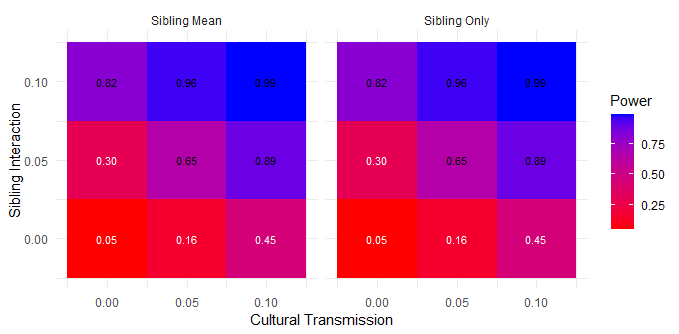 Sibling Mean
Sibling Only
Sibling Interaction
0.10
0.05
0.00
0.82 0.96 0.99
0.30 0.65 0.89
0.05 0.16 0.45
0.82 0.96 0.99
0.30 0.65 0.89
0.05 0.16 0.45
0.00 0.05 0.10
0.00 0.05 0.10
Cultural Transmission
Power
0.75
0.50
0.25